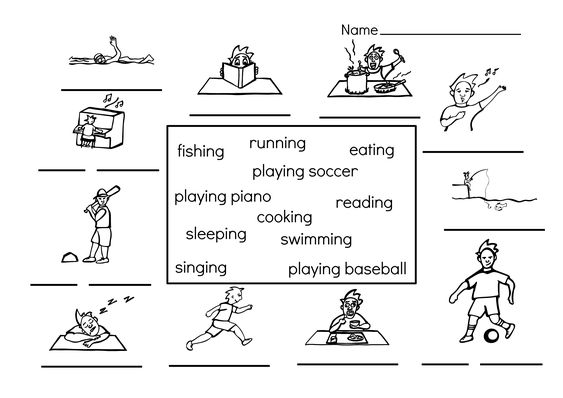 Name
fishing
running
eating
playing soccer
playing piano
reading
cooking
sleeping
swimming
singing
playing baseball
z z z